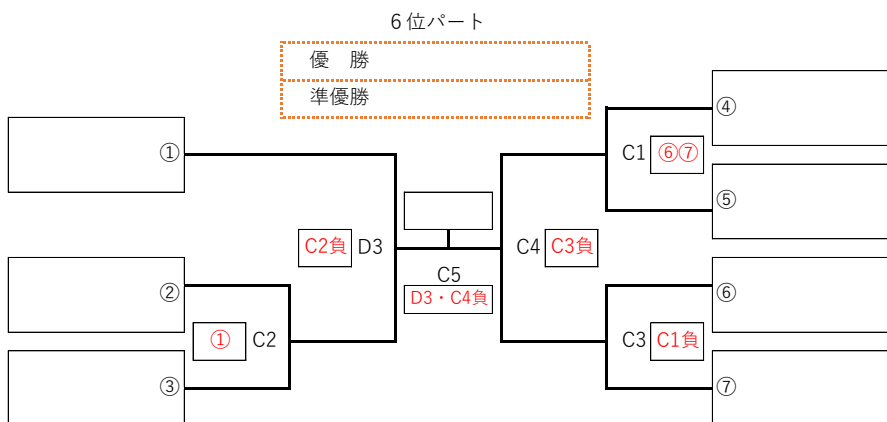 ６位パート
優　勝
準優勝
④
C1 ⑥⑦
①
⑤
C2負 D3
C4 C3負
C5
D3・C4負
②
⑥
① C2
C3 C1負
③
⑦